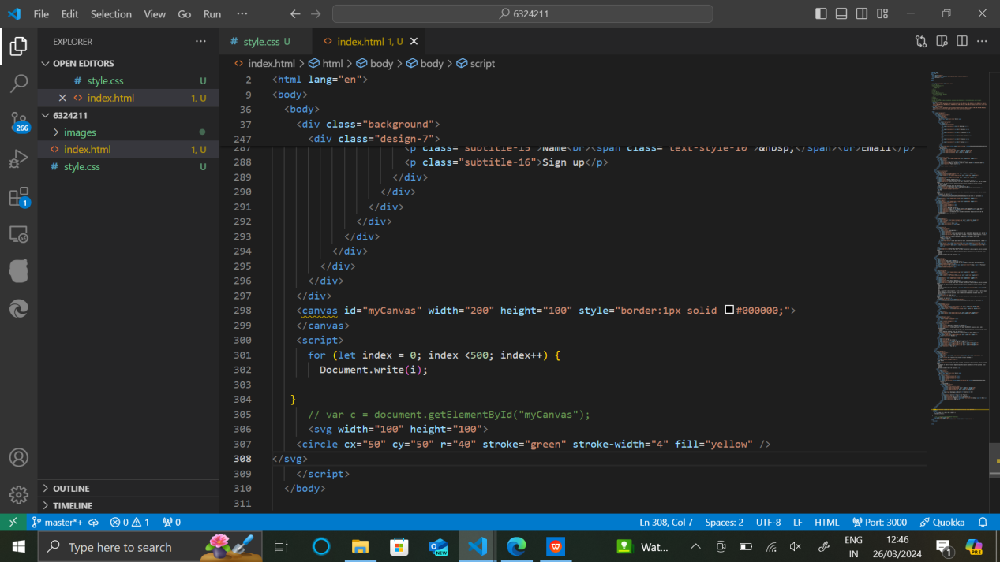 File Edit Selection View Go Run ··· 6324211
EXPLORER ···
OPEN EDITORS
# style.css U
index.html 1, U
6324211
images
index.html 1, U
# style.css U
266
1
OUTLINE
TIMELINE
# style.css U
<> index.html 1, U
<> index.html > html > body > body > script
2 <html lang="en">
9 <body>
36 <body>
37 <div class="background">
247 <div class="design-7">
287 <p class="subtitle-15">Name<br><span class="text-style-10">&nbsp;</span><br>Email</p>
288 <p class="subtitle-16">Sign up</p>
289 </div>
290 </div>
291 </div>
292 </div>
293 </div>
294 </div>
295 </div>
296 </div>
297 </div>
298 <canvas id="myCanvas" width="200" height="100" style="border:1px solid #000000;">
299 </canvas>
300 <script>
301 for (let index = 0; index <500; index++) {
302 Document.write(i);
303
304 }
305 // var c = document.getElementById("myCanvas");
306 <svg width="100" height="100">
307 <circle cx="50" cy="50" r="40" stroke="green" stroke-width="4" fill="yellow" />
308 </svg>
309 </script>
310 </body>
311
master*+ 0 1 0 Ln 308, Col 7 Spaces: 2 UTF-8 LF HTML Port: 3000 Quokka
Type here to search
NEW
Wat...
ENG
IN
12:46
26/03/2024
1
PRE